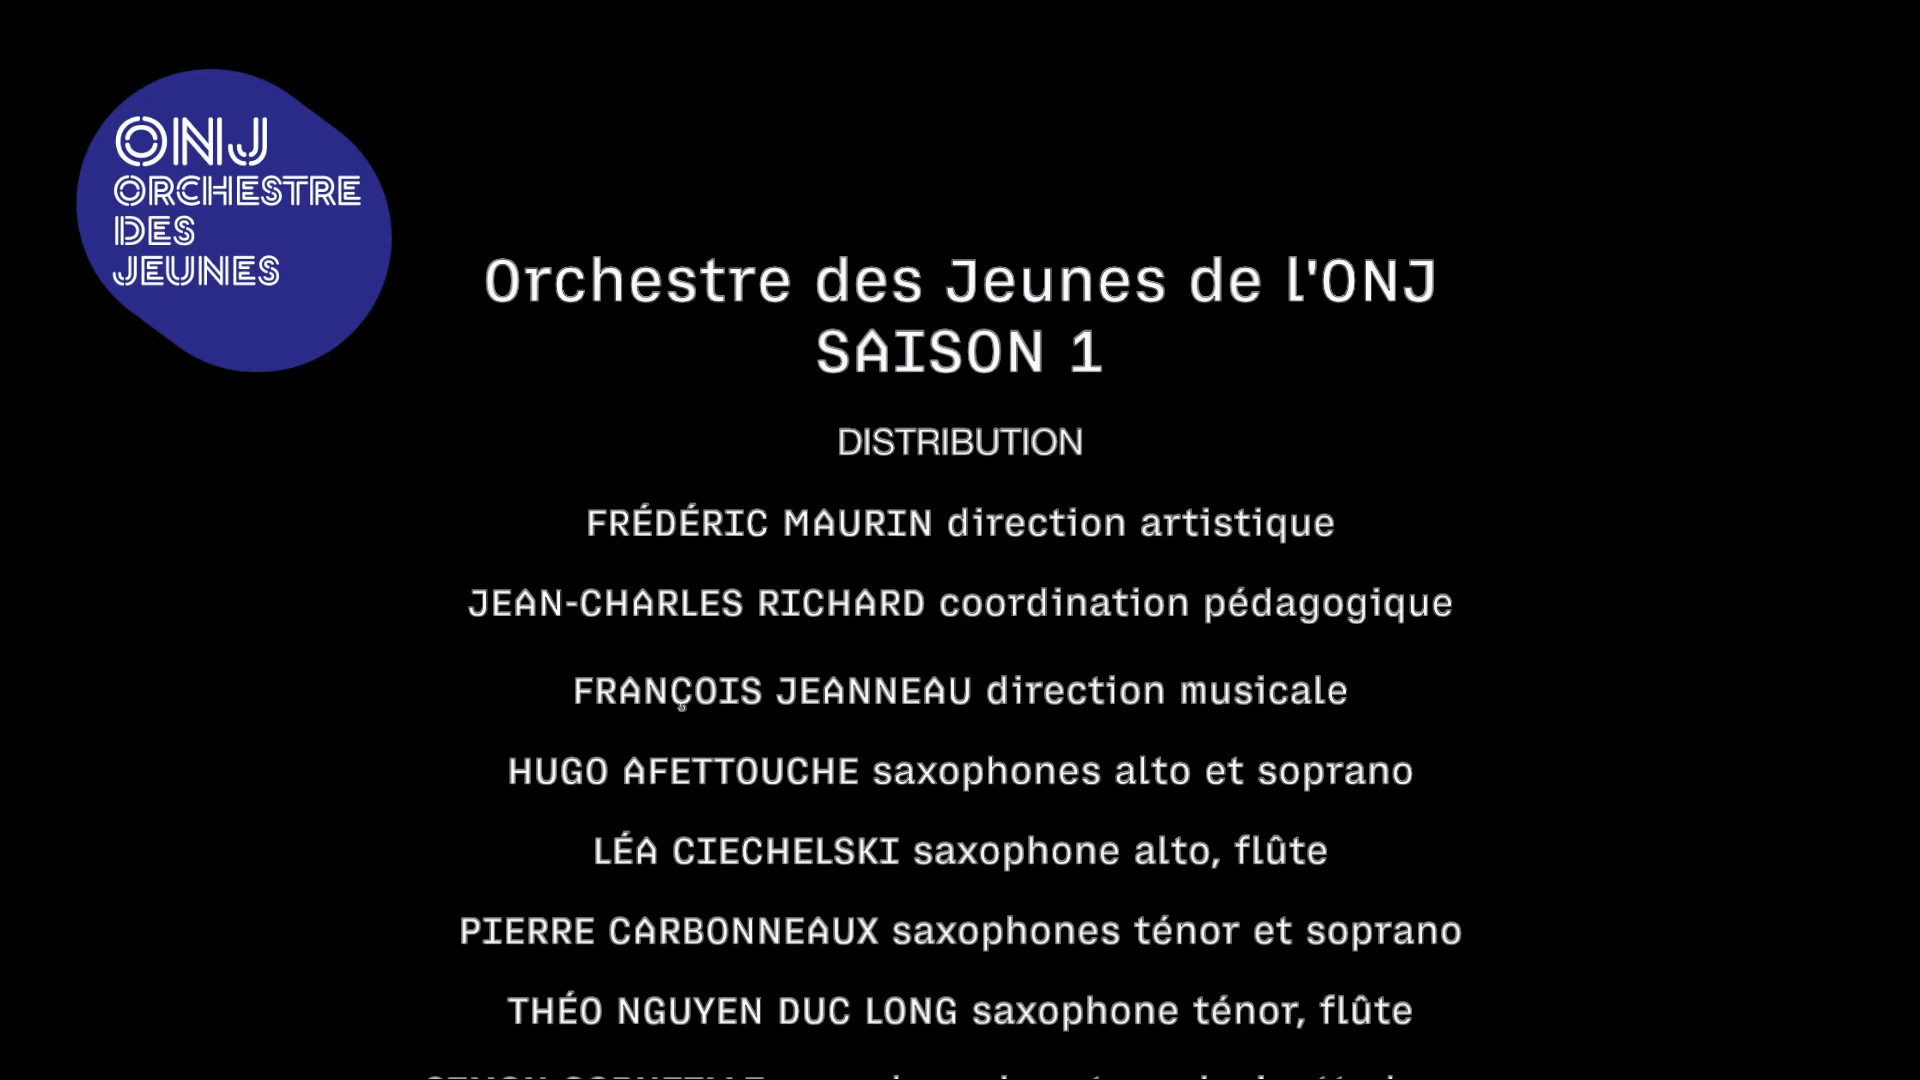 ONJ
ORCHESTRE
DES
JEUNES
Orchestre des Jeunes de l'ONJ
SAISON 1
DISTRIBUTION
FRÉDÉRIC MAURIN direction artistique
JEAN-CHARLES RICHARD coordination pédagogique
FRANÇOIS JEANNEAU direction musicale
HUGO AFETTOUCHE saxophones alto et soprano
LÉA CIECHELSKI saxophone alto, flûte
PIERRE CARBONNEAUX saxophones ténor et soprano
THÉO NGUYEN DUC LONG saxophone ténor, flûte